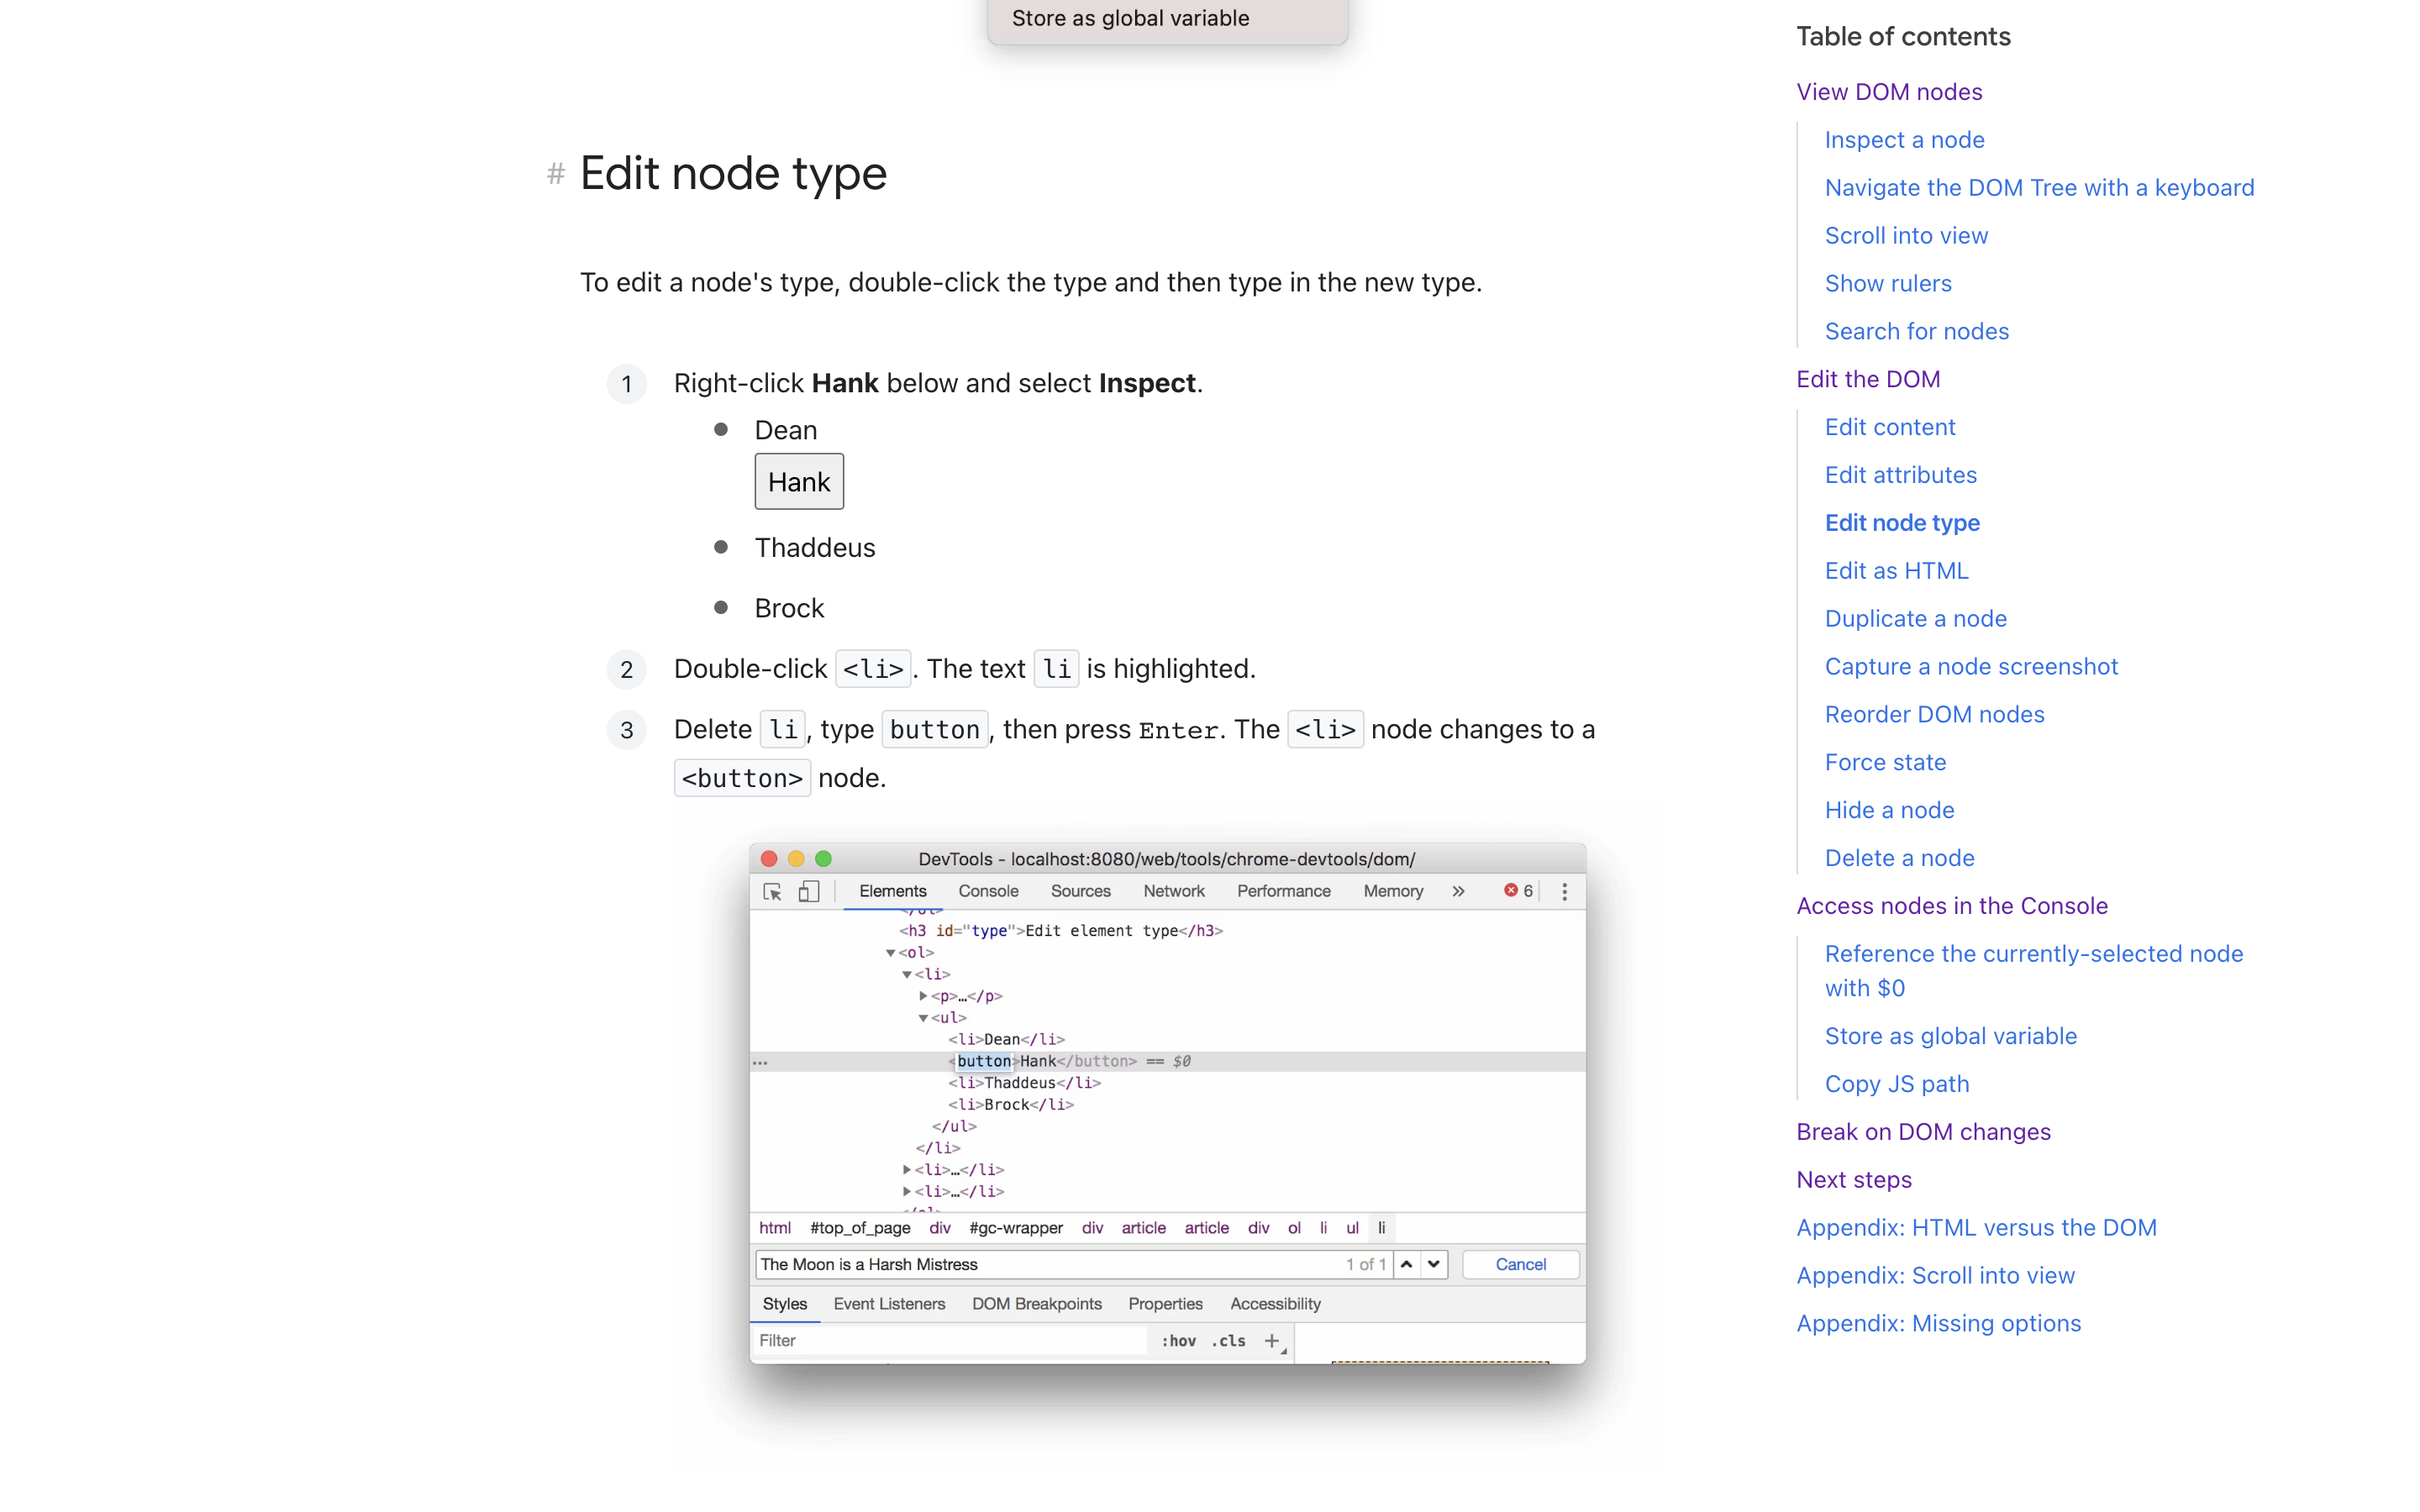 Store as global variable
# Edit node type
To edit a node's type, double-click the type and then type in the new type.
1 Right-click Hank below and select Inspect.
Dean
Hank
Thaddeus
Brock
2 Double-click <li>. The text li is highlighted.
3 Delete li, type button, then press Enter. The <li> node changes to a
<button> node.
DevTools - localhost:8080/web/tools/chrome-devtools/dom/
Elements Console Sources Network Performance Memory » 6
<h3 id="type">Edit element type</h3>
▼<ol>
▼<li>
▶<p>…</p>
▼<ul>
<li>Dean</li>
… <button>Hank</button> == $0
<li>Thaddeus</li>
<li>Brock</li>
</ul>
</li>
▶<li>…</li>
▶<li>…</li>
html #top_of_page div #gc-wrapper div article article div ol li ul li
The Moon is a Harsh Mistress 1 of 1 Cancel
Styles Event Listeners DOM Breakpoints Properties Accessibility
Filter :hov .cls +
Table of contents
View DOM nodes
Inspect a node
Navigate the DOM Tree with a keyboard
Scroll into view
Show rulers
Search for nodes
Edit the DOM
Edit content
Edit attributes
Edit node type
Edit as HTML
Duplicate a node
Capture a node screenshot
Reorder DOM nodes
Force state
Hide a node
Delete a node
Access nodes in the Console
Reference the currently-selected node
with $0
Store as global variable
Copy JS path
Break on DOM changes
Next steps
Appendix: HTML versus the DOM
Appendix: Scroll into view
Appendix: Missing options